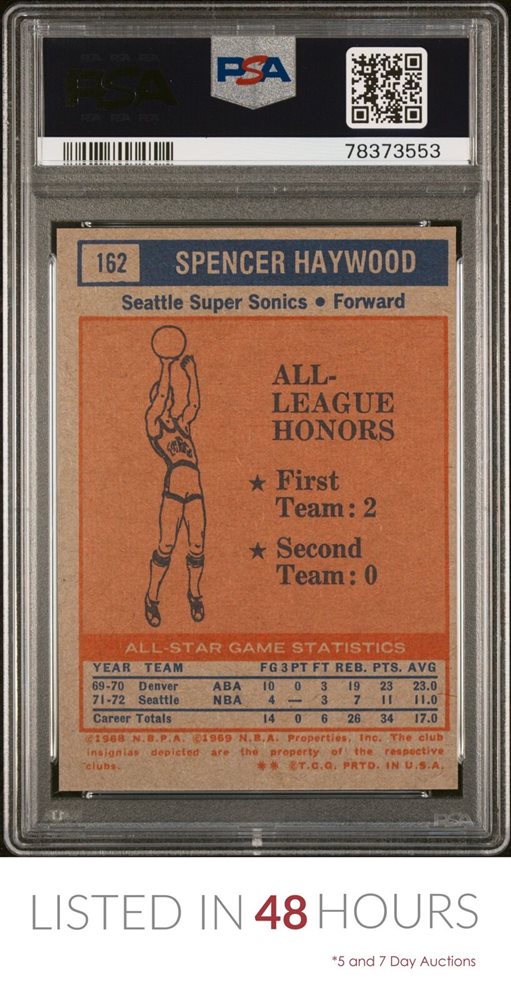 PSA
PSA
78373553
162 SPENCER HAYWOOD
Seattle Super Sonics • Forward
ALL-
LEAGUE
HONORS
★ First
Team: 2
★ Second
Team: 0
ALL-STAR GAME STATISTICS
YEAR TEAM FG 3PT FT REB. PTS. AVG
69-70 Denver ABA 10 0 3 19 23 23.0
71-72 Seattle NBA 4 — 3 7 11 11.0
Career Totals 14 0 6 26 34 17.0
©1968 N.B.P.A. ©1969 N.B.A. Properties, Inc. The club
insignias depicted are the property of the respective
clubs. ** ©T.C.G. PRTD. IN U.S.A.
PSA
LISTED IN 48 HOURS
*5 and 7 Day Auctions